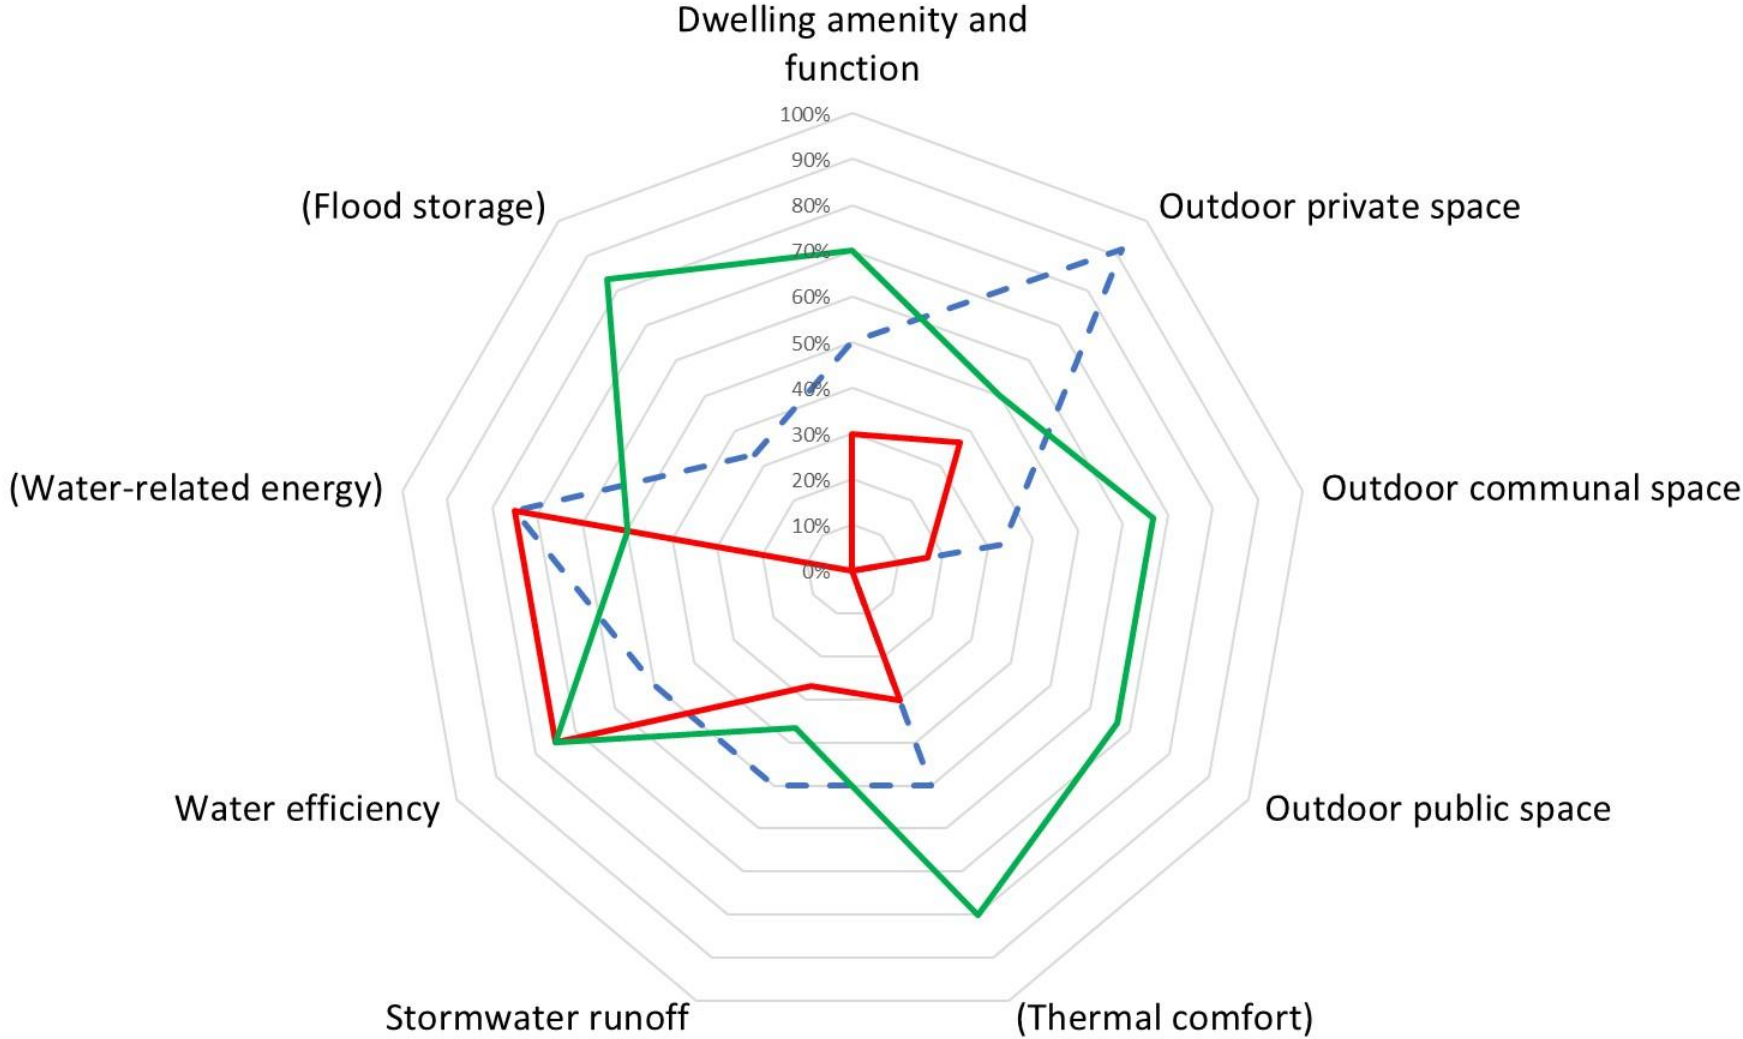 Dwelling amenity and
function
100%
90%
(Flood storage)
Outdoor private space
80%
70%
60%
50%
40%
30%
(Water-related energy)
Outdoor communal space
20%
10%
0%
Water efficiency
Outdoor public space
Stormwater runoff
(Thermal comfort)